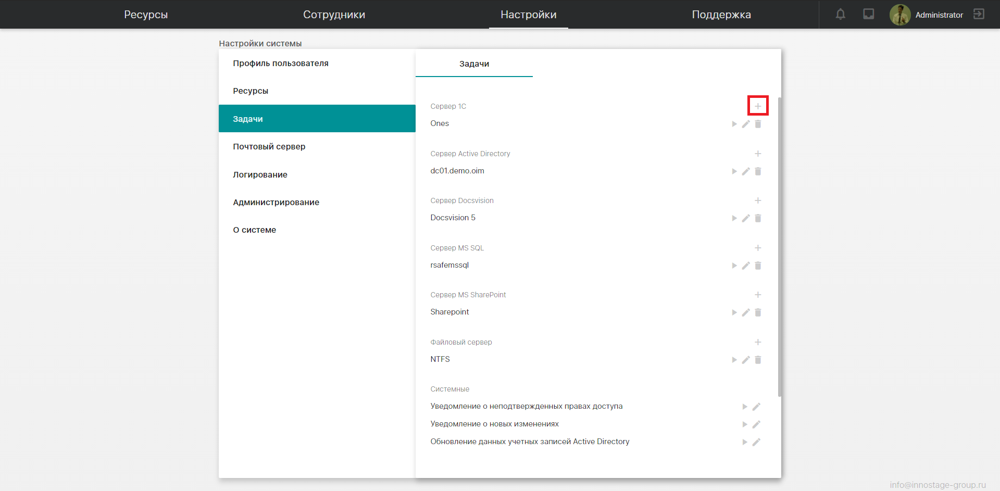 Ресурсы
Сотрудники
Настройки
Поддержка
Administrator
Настройки системы
Профиль пользователя
Ресурсы
Задачи
Почтовый сервер
Логирование
Администрирование
О системе
Задачи
Сервер 1С
Ones
Сервер Active Directory
dc01.demo.oim
Сервер Docsvision
Docsvision 5
Сервер MS SQL
rsafemssql
Сервер MS SharePoint
Sharepoint
Файловый сервер
NTFS
Системные
Уведомление о неподтвержденных правах доступа
Уведомление о новых изменениях
Обновление данных учетных записей Active Directory
info@innostage-group.ru